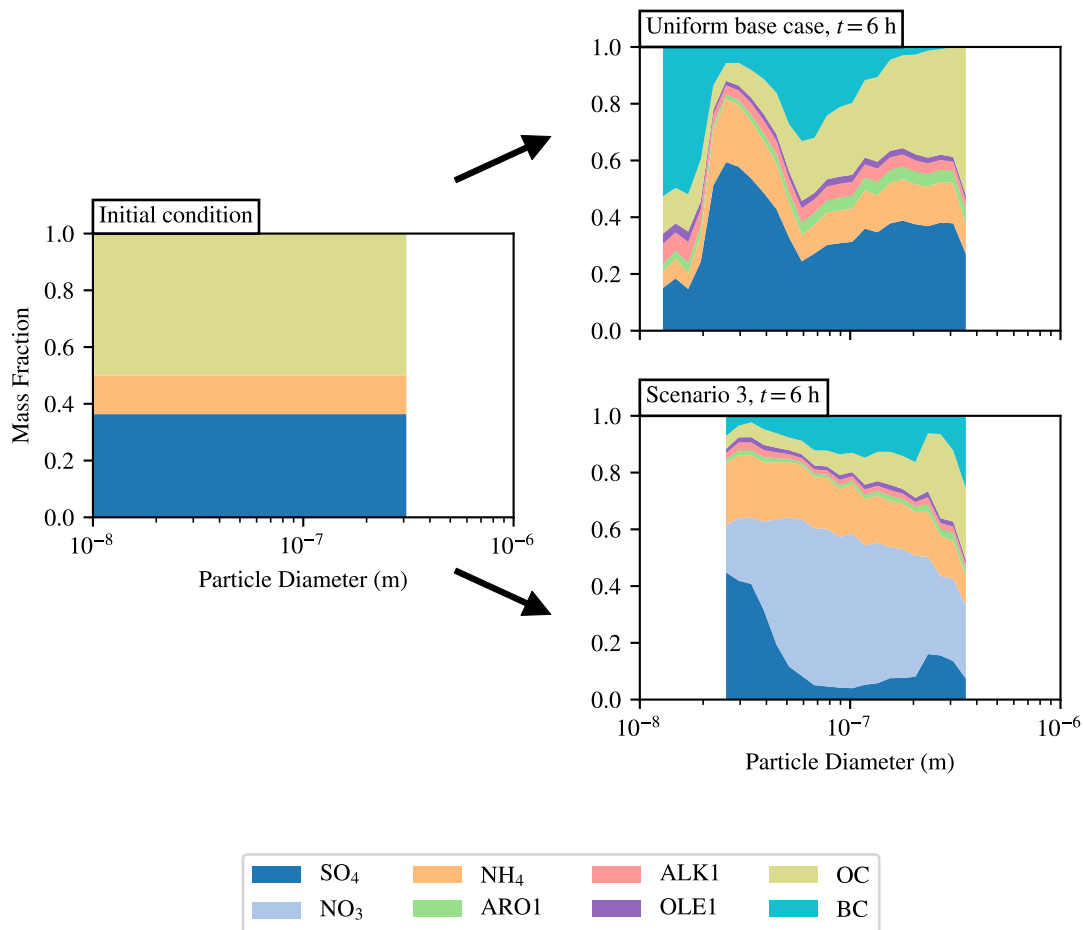 Uniform base case, t = 6 h
1.0
0.8
0.6
0.4
0.2
0.0
Initial condition
1.0
0.8
0.6
0.4
0.2
0.0
Mass Fraction
10⁻⁸ 10⁻⁷ 10⁻⁶
Particle Diameter (m)
Scenario 3, t = 6 h
1.0
0.8
0.6
0.4
0.2
0.0
10⁻⁸ 10⁻⁷ 10⁻⁶
Particle Diameter (m)
SO₄ NH₄ ALK1 OC
NO₃ ARO1 OLE1 BC